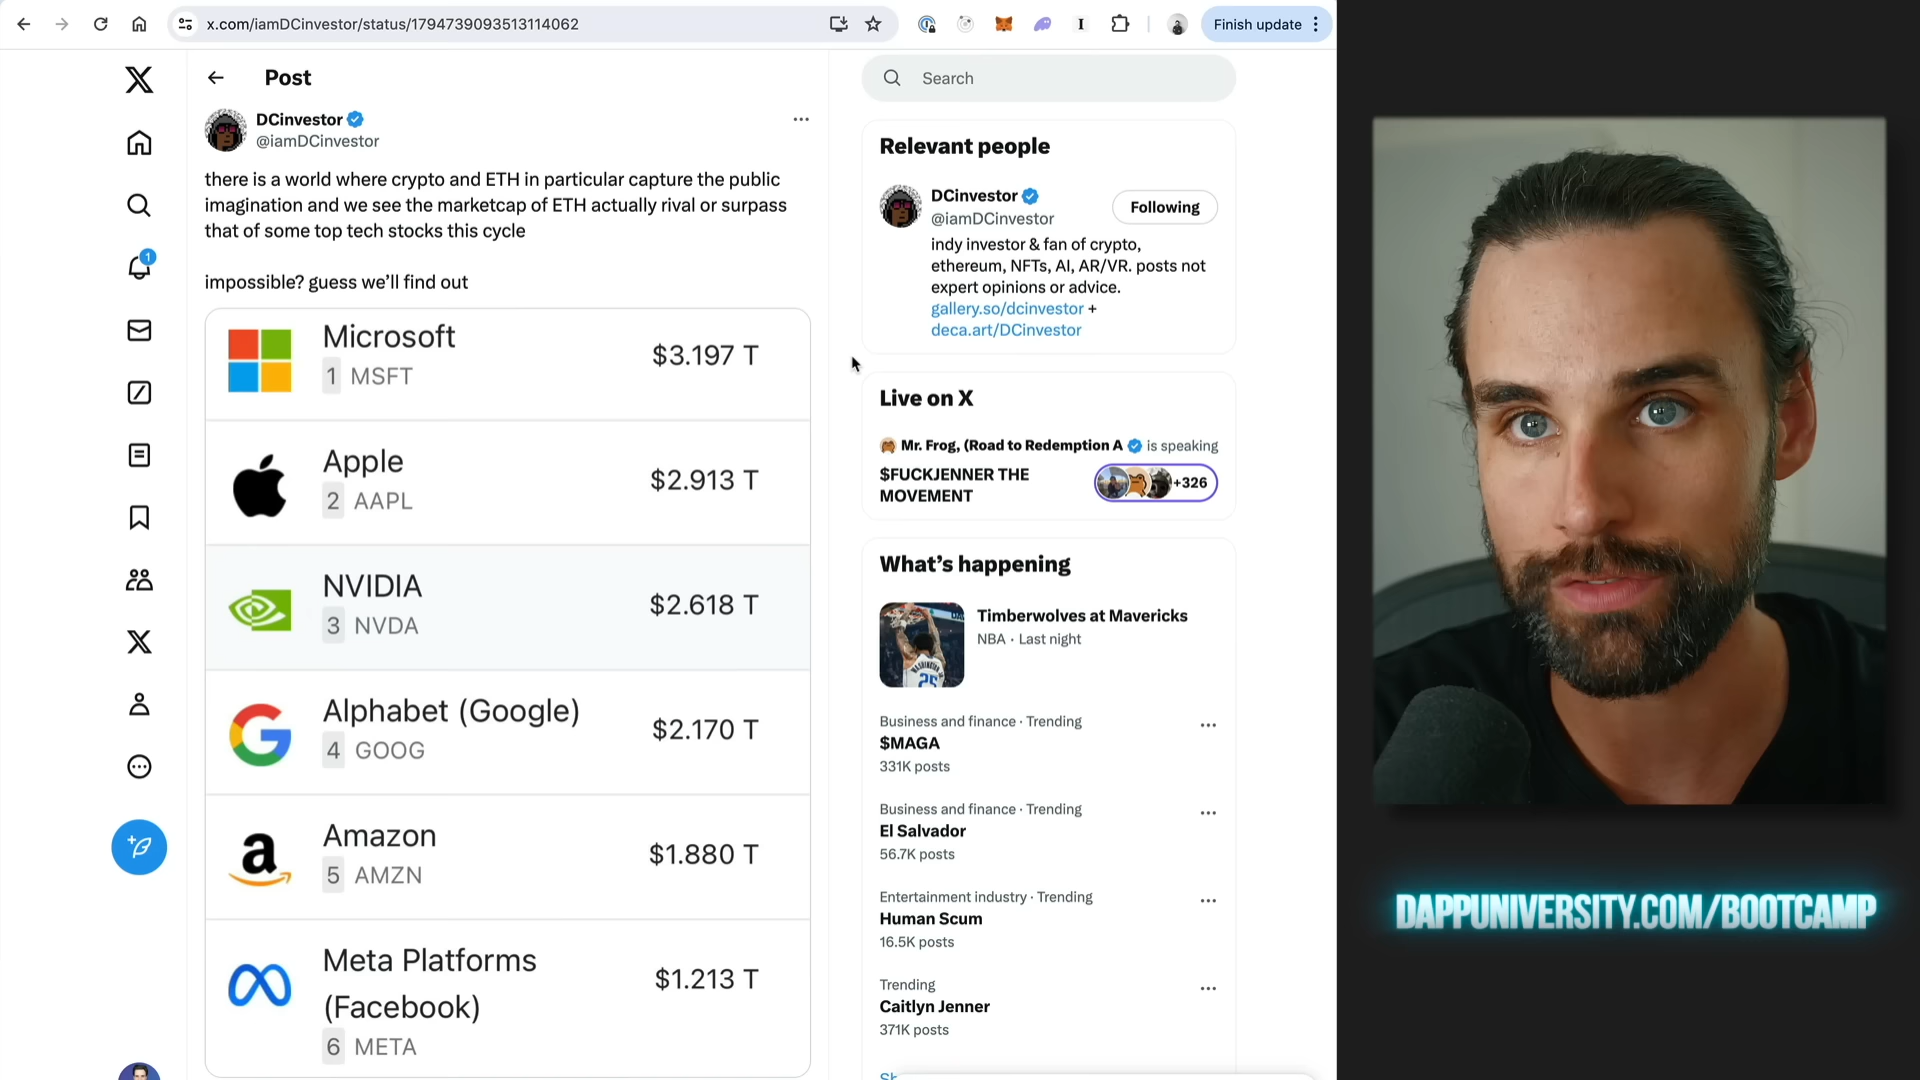 x.com/iamDCinvestor/status/1794739093513114062
Finish update
Post
DCinvestor
@iamDCinvestor
there is a world where crypto and ETH in particular capture the public
imagination and we see the marketcap of ETH actually rival or surpass
that of some top tech stocks this cycle
impossible? guess we’ll find out
Microsoft
$3.197 T
1 MSFT
Apple
$2.913 T
2 AAPL
NVIDIA
$2.618 T
3 NVDA
Alphabet (Google)
$2.170 T
4 GOOG
Amazon
$1.880 T
5 AMZN
Meta Platforms
(Facebook)
$1.213 T
6 META
1
Search
Relevant people
DCinvestor
@iamDCinvestor
Following
indy investor & fan of crypto,
ethereum, NFTs, AI, AR/VR. posts not
expert opinions or advice.
gallery.so/dcinvestor +
deca.art/DCinvestor
Live on X
Mr. Frog, (Road to Redemption A is speaking
$FUCKJENNER THE
MOVEMENT
+326
What’s happening
Timberwolves at Mavericks
NBA · Last night
WASHINGTON JR.
25
Business and finance · Trending
$MAGA
331K posts
Business and finance · Trending
El Salvador
56.7K posts
Entertainment industry · Trending
Human Scum
16.5K posts
Trending
Caitlyn Jenner
371K posts
DAPPUNIVERSITY.COM/BOOTCAMP